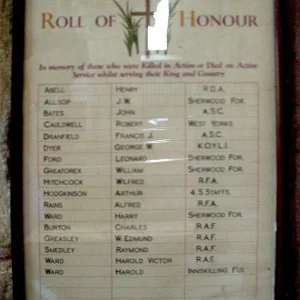 ROLL OF HONOUR
In memory of those who were Killed in Action or Died on Active
Service whilst serving their King and Country
ABELL HENRY R.G.A.
ALLSOP J.W. SHERWOOD FOR.
BATES JOHN A.S.C.
CAULDWELL ROBERT WEST YORKS.
DRANFIELD FRANCIS J. A.S.C.
DYER GEORGE W. K.O.Y.L.I.
FORD LEONARD SHERWOOD FOR.
GREATOREX WILLIAM SHERWOOD FOR.
HITCHCOCK WILFRED R.F.A.
HODGKINSON ARTHUR 4.S.STAFFS.
RAINS ALFRED R.F.A.
WARD HARRY SHERWOOD FOR.
BURTON CHARLES R.A.F.
GREASLEY W. EDMUND R.A.F.
SMEDLEY RAYMOND R.A.F.
WARD HAROLD VICTOR R.A.F.
WARD HAROLD INNISKILLING FUS.